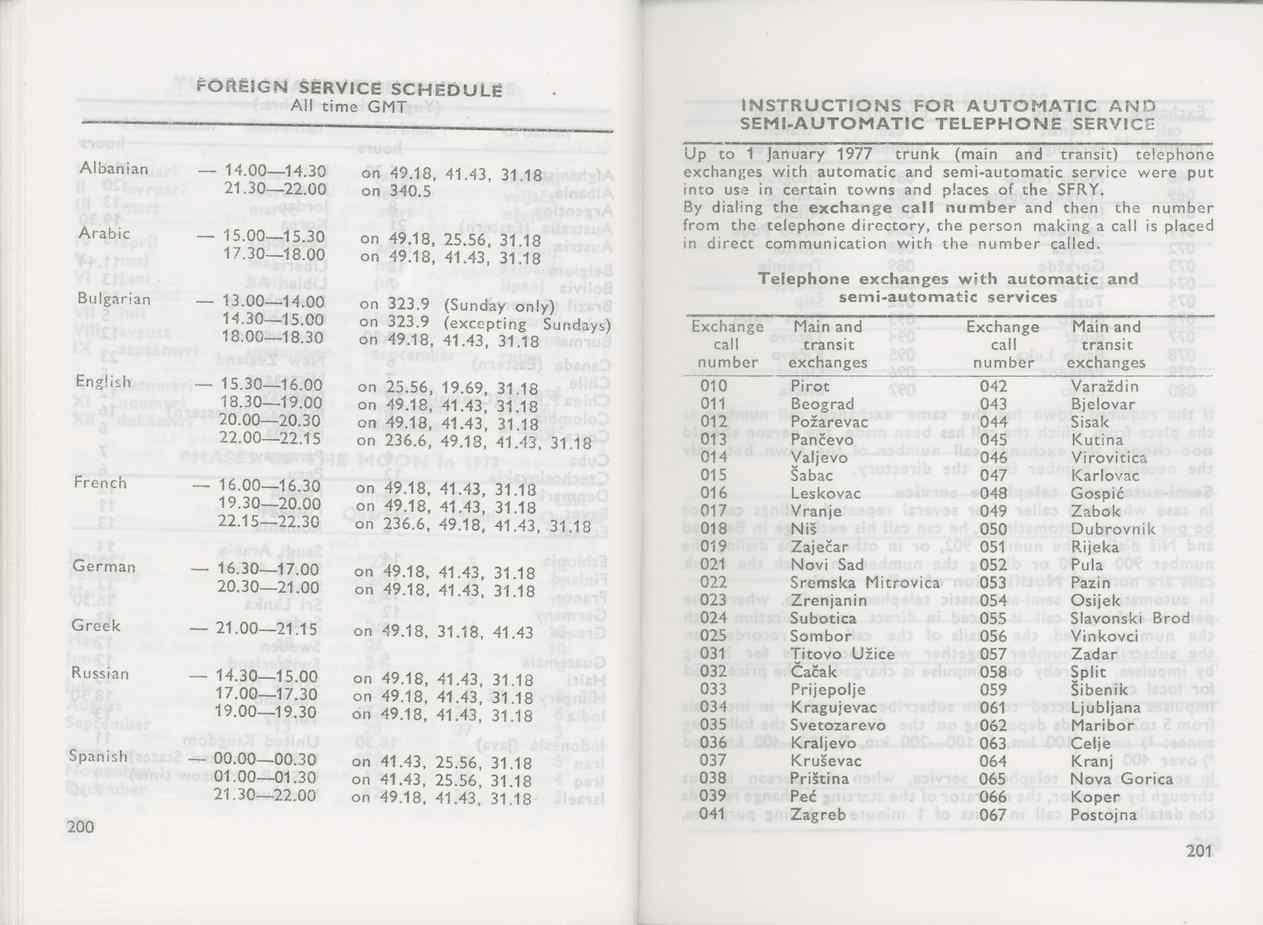 FOREIGN SERVICE SCHEDULE
All time GMT
Albanian — 14.00—14.30 on 49.18, 41.43, 31.18
21.30—22.00 on 340.5
Arabic — 15.00—15.30 on 49.18, 25.56, 31.18
17.30—18.00 on 49.18, 41.43, 31.18
Bulgarian — 13.00—14.00 on 323.9 (Sunday only)
14.30—15.00 on 323.9 (excepting Sundays)
18.00—18.30 on 49.18, 41.43, 31.18
English — 15.30—16.00 on 25.56, 19.69, 31.18
18.30—19.00 on 49.18, 41.43, 31.18
20.00—20.30 on 49.18, 41.43, 31.18
22.00—22.15 on 236.6, 49.18, 41.43, 31.18
French — 16.00—16.30 on 49.18, 41.43, 31.18
19.30—20.00 on 49.18, 41.43, 31.18
22.15—22.30 on 236.6, 49.18, 41.43, 31.18
German — 16.30—17.00 on 49.18, 41.43, 31.18
20.30—21.00 on 49.18, 41.43, 31.18
Greek — 21.00—21.15 on 49.18, 31.18, 41.43
Russian — 14.30—15.00 on 49.18, 41.43, 31.18
17.00—17.30 on 49.18, 41.43, 31.18
19.00—19.30 on 49.18, 41.43, 31.18
Spanish — 00.00—00.30 on 41.43, 25.56, 31.18
01.00—01.30 on 41.43, 25.56, 31.18
21.30—22.00 on 49.18, 41.43, 31.18
200
INSTRUCTIONS FOR AUTOMATIC AND
SEMI-AUTOMATIC TELEPHONE SERVICE
Up to 1 January 1977 trunk (main and transit) telephone
exchanges with automatic and semi-automatic service were put
into use in certain towns and places of the SFRY.
By dialing the exchange call number and then the number
from the telephone directory, the person making a call is placed
in direct communication with the number called.
Telephone exchanges with automatic and
semi-automatic services
Exchange Main and Exchange Main and
call transit call transit
number exchanges number exchanges
010 Pirot 042 Varaždin
011 Beograd 043 Bjelovar
012 Požarevac 044 Sisak
013 Pančevo 045 Kutina
014 Valjevo 046 Virovitica
015 Šabac 047 Karlovac
016 Leskovac 048 Gospić
017 Vranje 049 Zabok
018 Niš 050 Dubrovnik
019 Zaječar 051 Rijeka
021 Novi Sad 052 Pula
022 Sremska Mitrovica 053 Pazin
023 Zrenjanin 054 Osijek
024 Subotica 055 Slavonski Brod
025 Sombor 056 Vinkovci
031 Titovo Užice 057 Zadar
032 Čačak 058 Split
033 Prijepolje 059 Šibenik
034 Kragujevac 061 Ljubljana
035 Svetozarevo 062 Maribor
036 Kraljevo 063 Celje
037 Kruševac 064 Kranj
038 Priština 065 Nova Gorica
039 Peć 066 Koper
041 Zagreb 067 Postojna
201